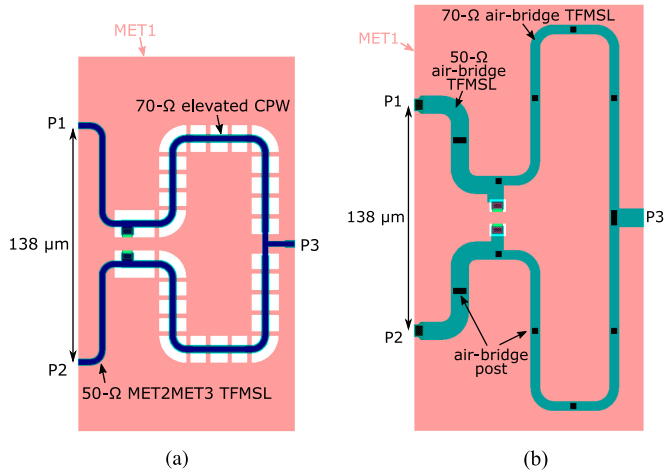 MET1
70-Ω elevated CPW
P1
138 μm
P3
P2
50-Ω MET2MET3 TFMSL
(a)
70-Ω air-bridge TFMSL
MET1
50-Ω
air-bridge
TFMSL
P1
138 μm
P3
P2
air-bridge
post
(b)